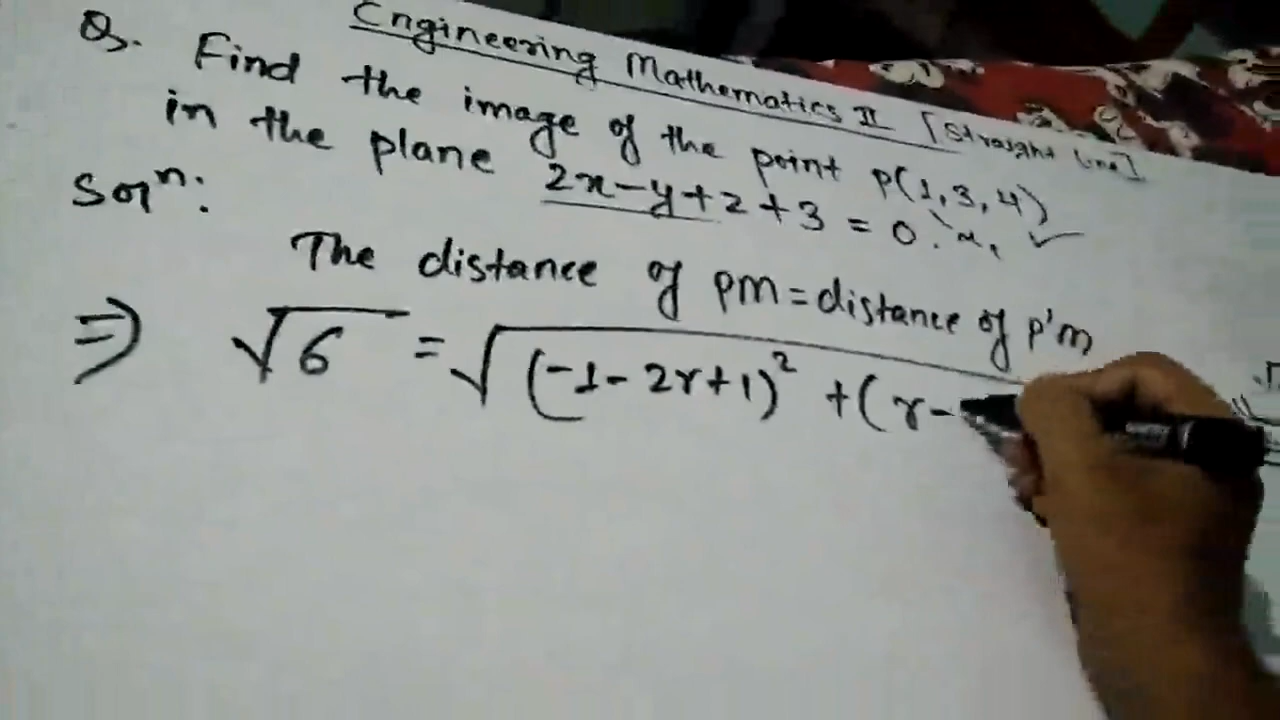 Engineering Mathematics II [Straight Line]
Q. Find the image of the point P(1,3,4)
in the plane 2x-y+z+3=0.
Solⁿ:
The distance of PM = distance of P'M
⇒ √6 = √(-1-2r+1)² + (r-